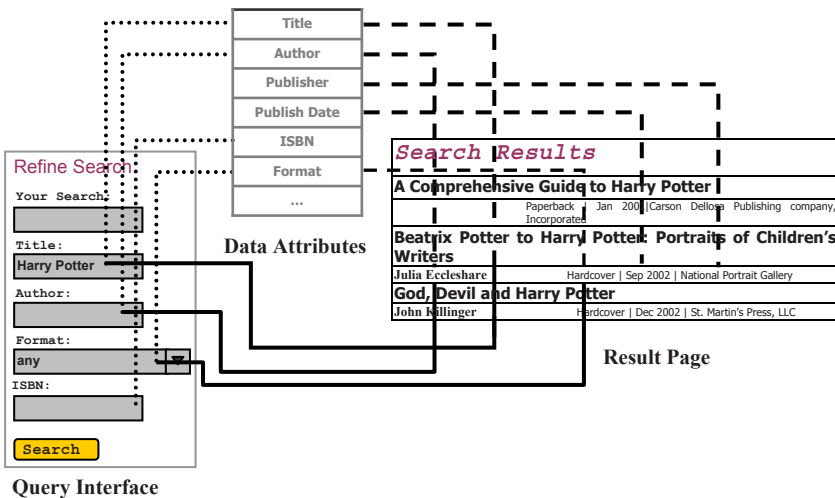 Title
Author
Publisher
Publish Date
ISBN
Format
...
Data Attributes
Refine Search
Your Search:
Title:
Harry Potter
Author:
Format:
any
ISBN:
Search
Query Interface
Search Results
A Comprehensive Guide to Harry Potter
Paperback | Jan 200 |Carson Dellosa Publishing company,
Incorporated
Beatrix Potter to Harry Potter: Portraits of Children's
Writers
Julia Eccleshare Hardcover | Sep 2002 | National Portrait Gallery
God, Devil and Harry Potter
John Killinger Hardcover | Dec 2002 | St. Martin's Press, LLC
Result Page